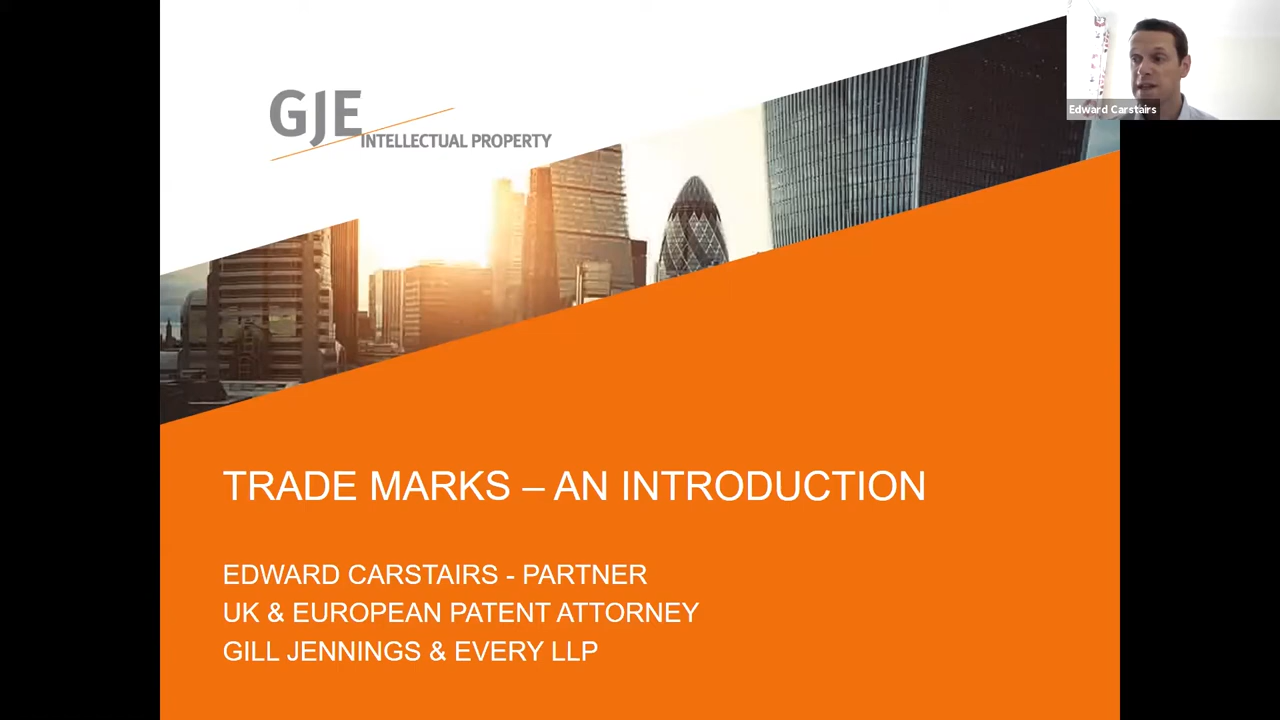 GJE
INTELLECTUAL PROPERTY
Edward Carstairs
TRADE MARKS – AN INTRODUCTION
EDWARD CARSTAIRS - PARTNER
UK & EUROPEAN PATENT ATTORNEY
GILL JENNINGS & EVERY LLP